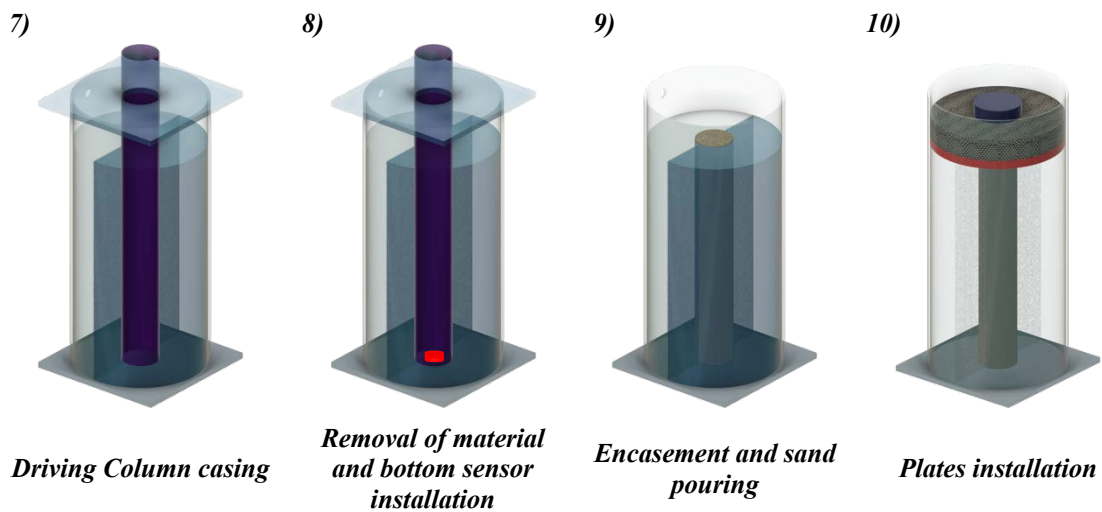 7)
8)
9)
10)
Driving Column casing
Removal of material
and bottom sensor
installation
Encasement and sand
pouring
Plates installation